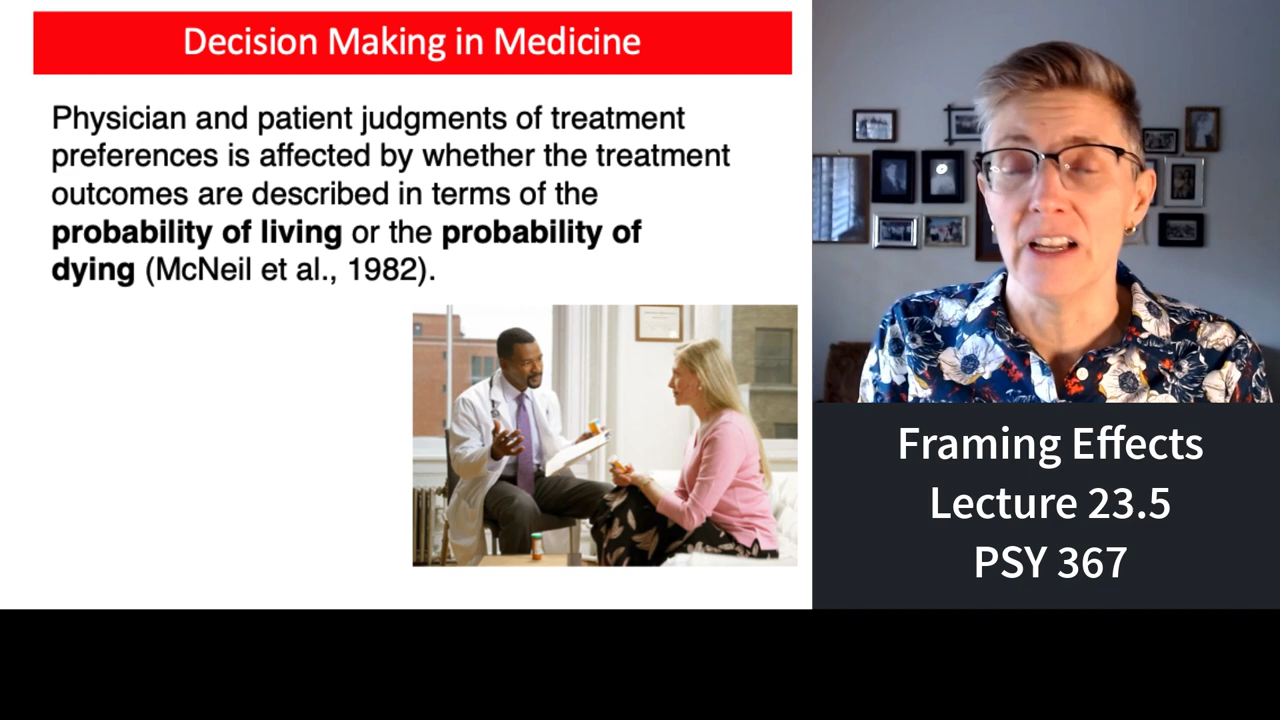 Decision Making in Medicine
Physician and patient judgments of treatment
preferences is affected by whether the treatment
outcomes are described in terms of the
probability of living or the probability of
dying (McNeil et al., 1982).
Framing Effects
Lecture 23.5
PSY 367